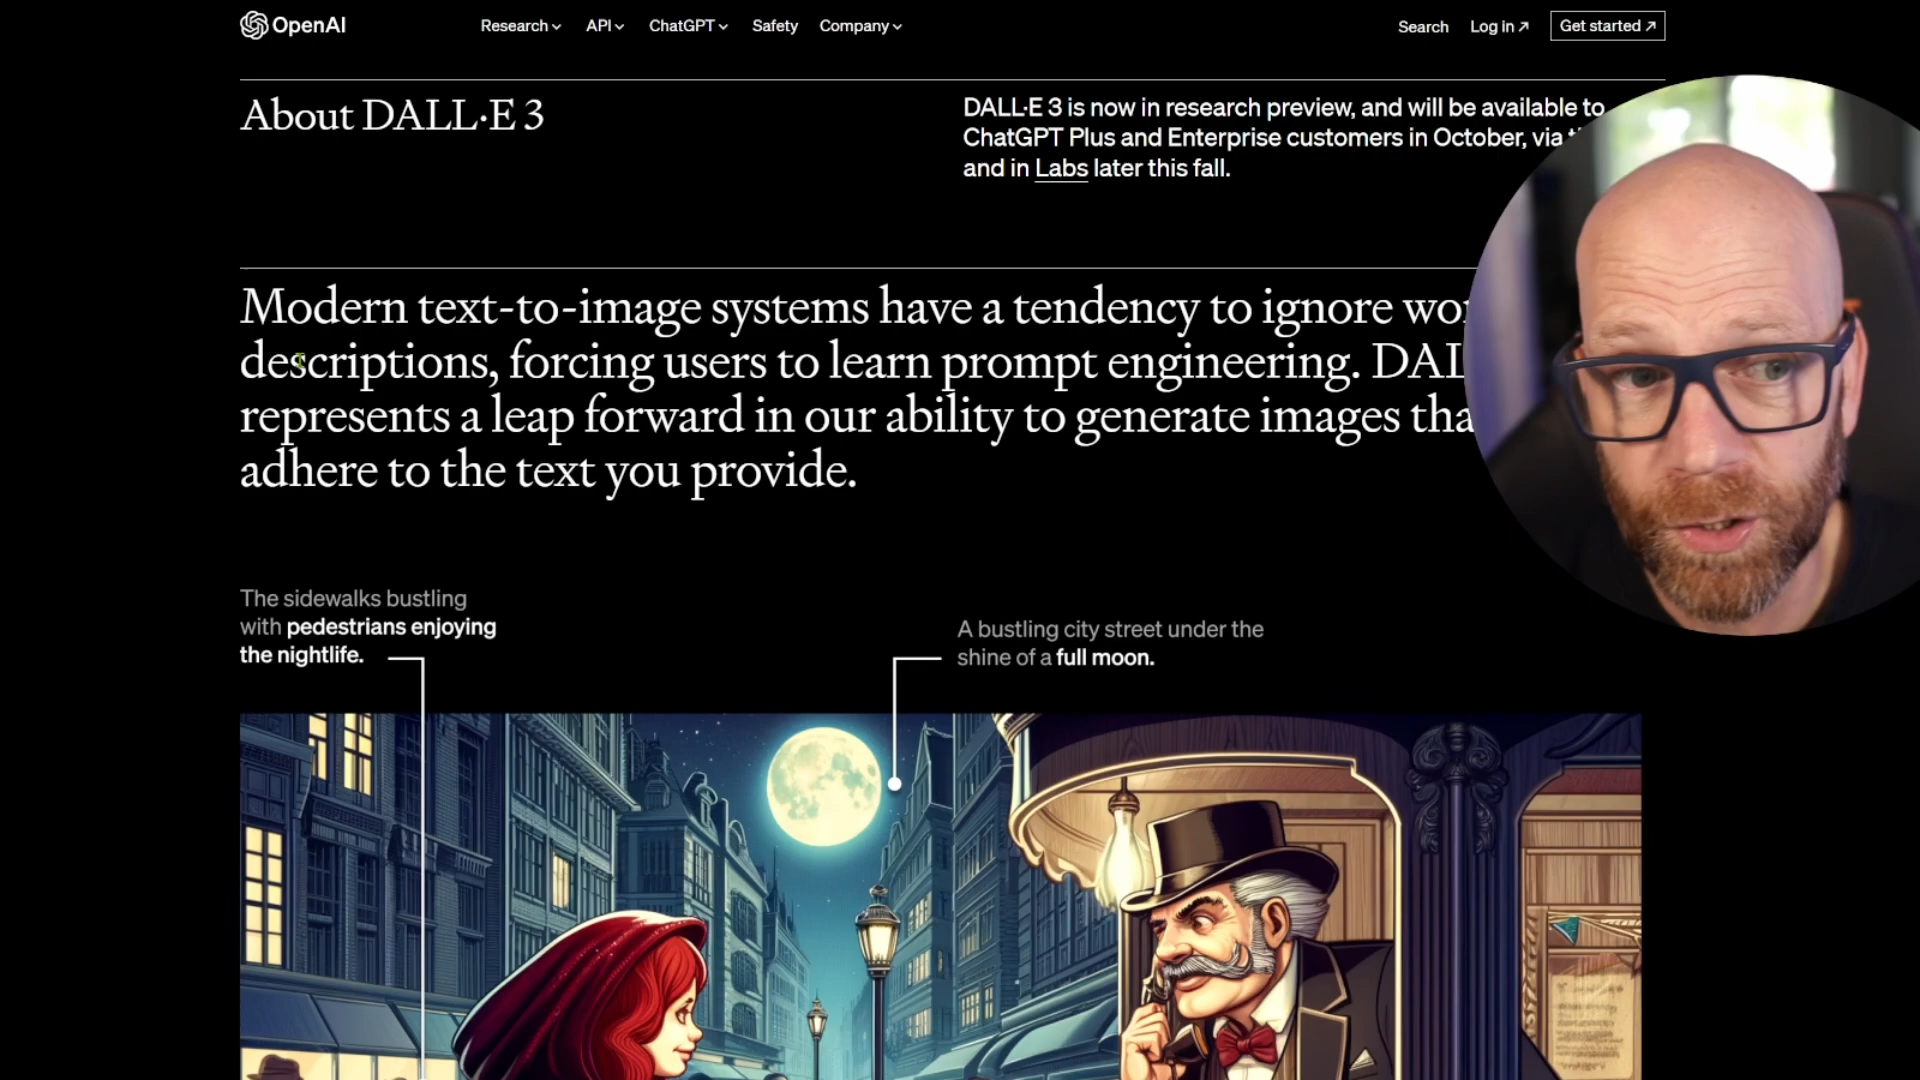 OpenAI
Research API ChatGPT Safety Company
Search Log in ↗ Get started ↗
About DALL·E 3
DALL·E 3 is now in research preview, and will be available to
ChatGPT Plus and Enterprise customers in October, via
and in Labs later this fall.
Modern text-to-image systems have a tendency to ignore
descriptions, forcing users to learn prompt engineering.
represents a leap forward in our ability to generate images
adhere to the text you provide.
The sidewalks bustling
with pedestrians enjoying
the nightlife.
A bustling city street under the
shine of a full moon.